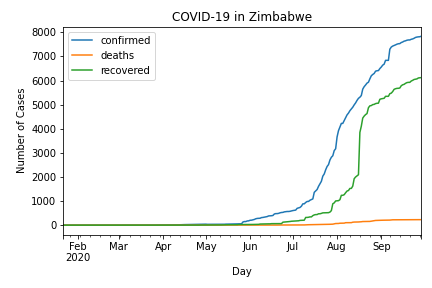 COVID-19 in Zimbabwe
confirmed
deaths
recovered
Number of Cases
8000
7000
6000
5000
4000
3000
2000
1000
0
Feb Mar Apr May Jun Jul Aug Sep
2020
Day